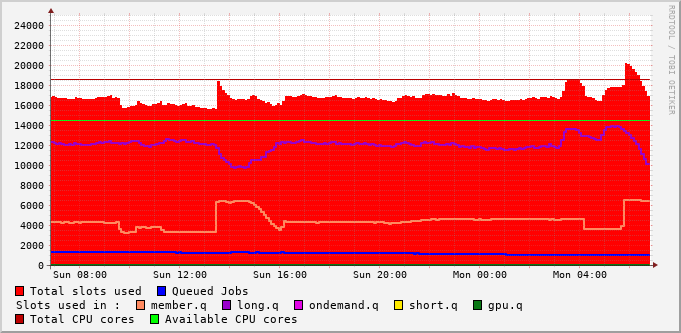 RRDTOOL / TOBI OETIKER
24000
22000
20000
18000
16000
14000
12000
10000
8000
6000
4000
2000
0
Sun 08:00 Sun 12:00 Sun 16:00 Sun 20:00 Mon 00:00 Mon 04:00
Total slots used Queued Jobs
Slots used in : member.q long.q ondemand.q short.q gpu.q
Total CPU cores Available CPU cores